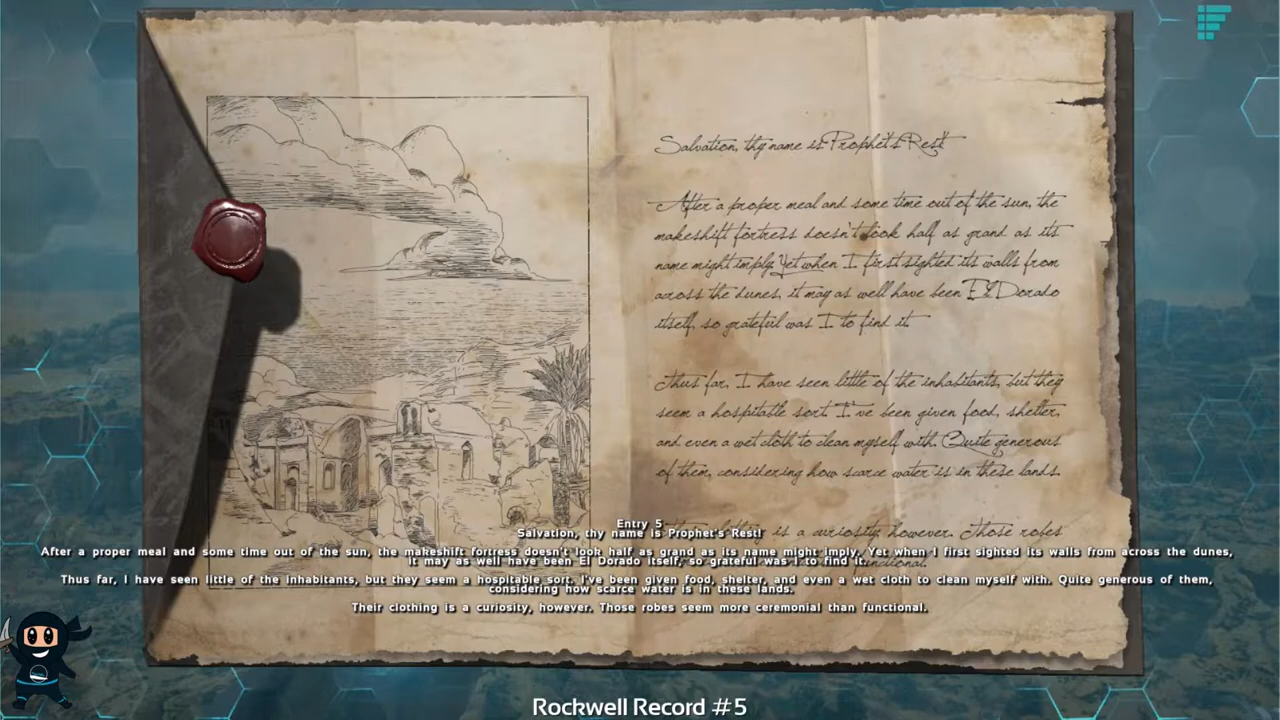 Salvation, thy name is Prophet's Rest!
After a proper meal and some time out of the sun, the
makeshift fortress doesn't look half as grand as its
name might imply. Yet when I first sighted its walls from
across the dunes, it may as well have been El Dorado
itself, so grateful was I to find it.
Thus far, I have seen little of the inhabitants, but they
seem a hospitable sort. I've been given food, shelter,
and even a wet cloth to clean myself with. Quite generous
of them, considering how scarce water is in these lands.
Their clothing is a curiosity, however. Those robes
functional.
Entry 5
Salvation, thy name is Prophet's Rest!
After a proper meal and some time out of the sun, the makeshift fortress doesn't look half as grand as its name might imply. Yet when I first sighted its walls from across the dunes,
it may as well have been El Dorado itself, so grateful was I to find it.
Thus far, I have seen little of the inhabitants, but they seem a hospitable sort. I've been given food, shelter, and even a wet cloth to clean myself with. Quite generous of them,
considering how scarce water is in these lands.
Their clothing is a curiosity, however. Those robes seem more ceremonial than functional.
Rockwell Record #5